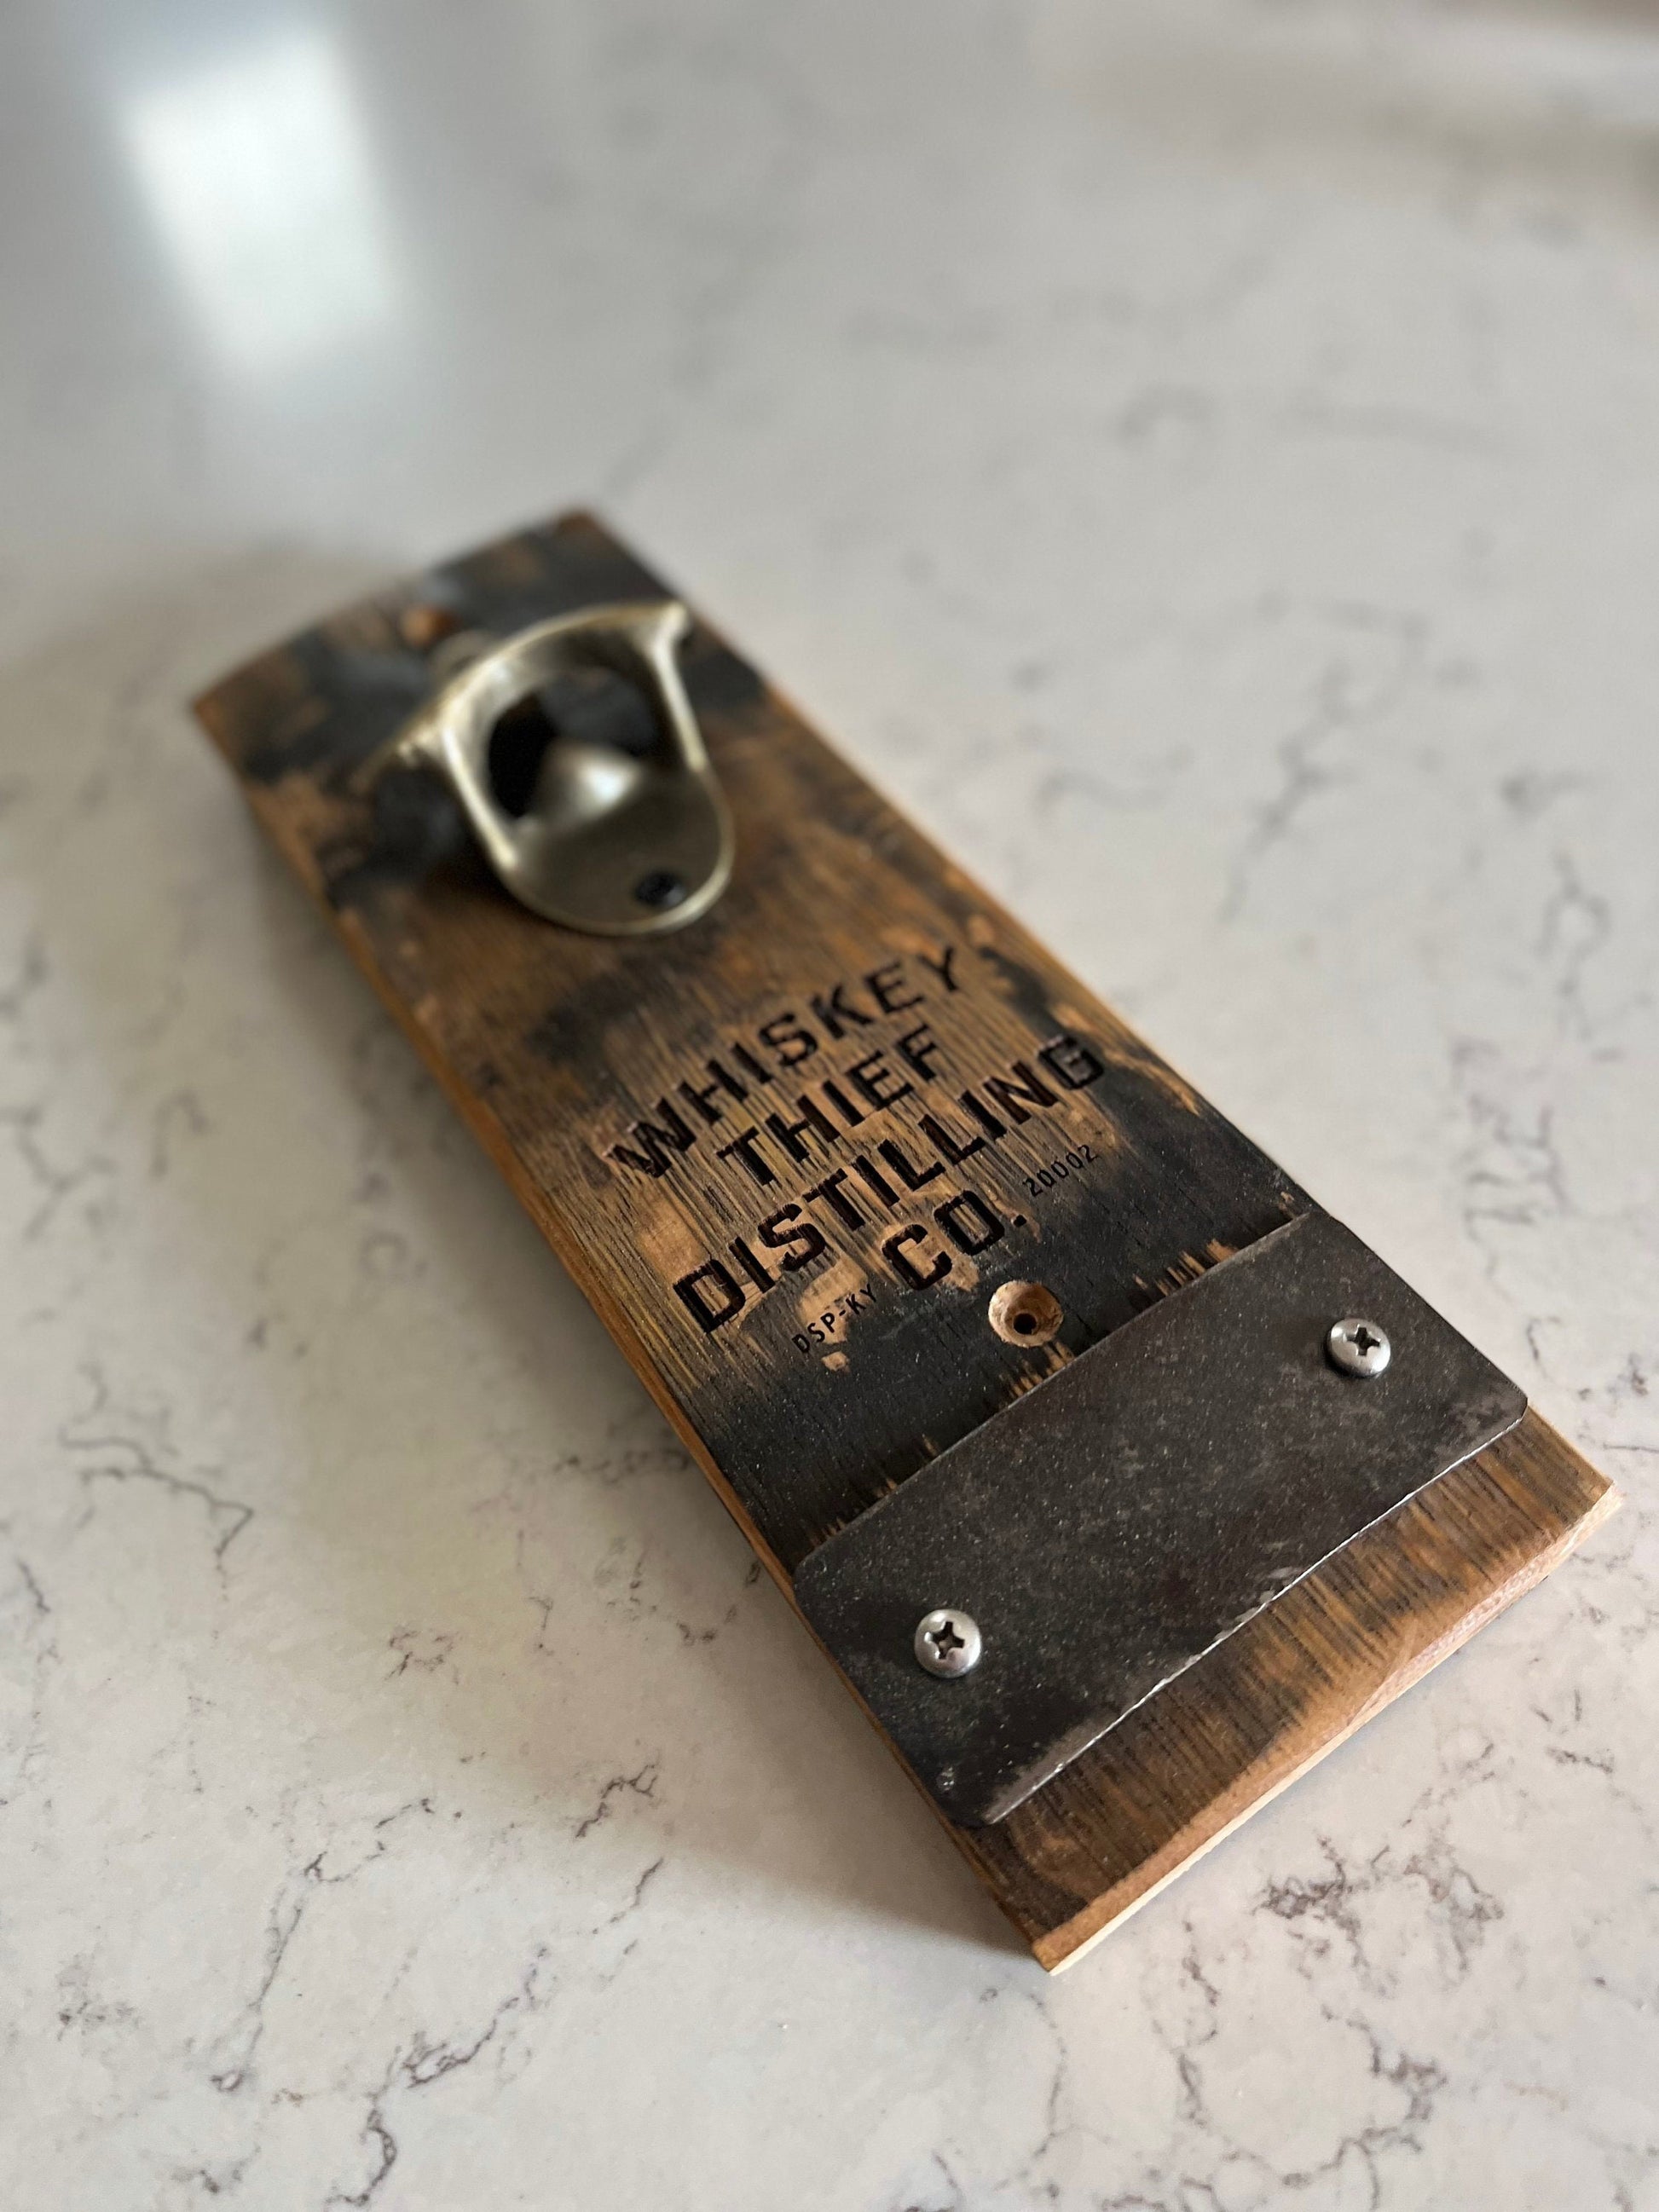 WHISKEY
THIEF
DISTILLING
CO.
DSP-KY 20002